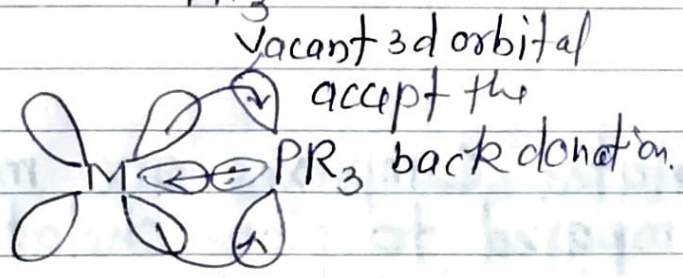 Vacant 3d orbital
accept the
M PR3 back donation.